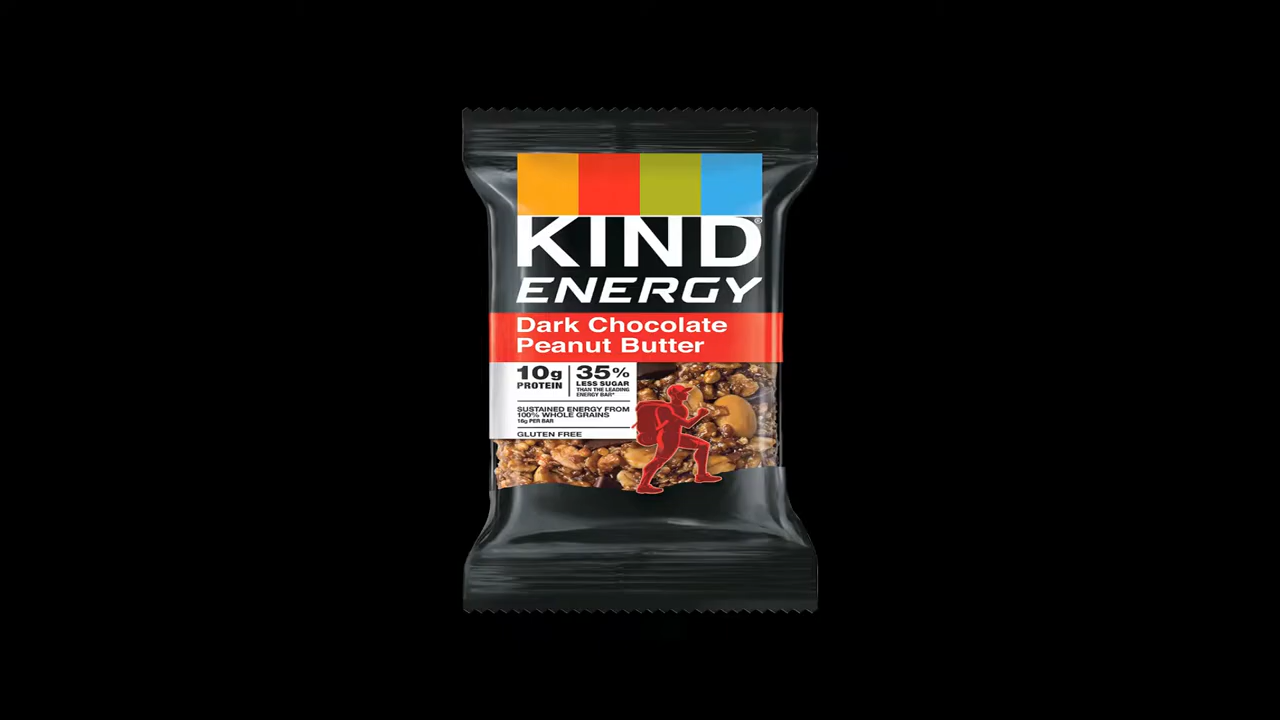 KIND®
ENERGY
Dark Chocolate
Peanut Butter
10g
PROTEIN
35%
LESS SUGAR
THAN THE LEADING
ENERGY BAR*
SUSTAINED ENERGY FROM
100% WHOLE GRAINS
16g PER BAR
GLUTEN FREE